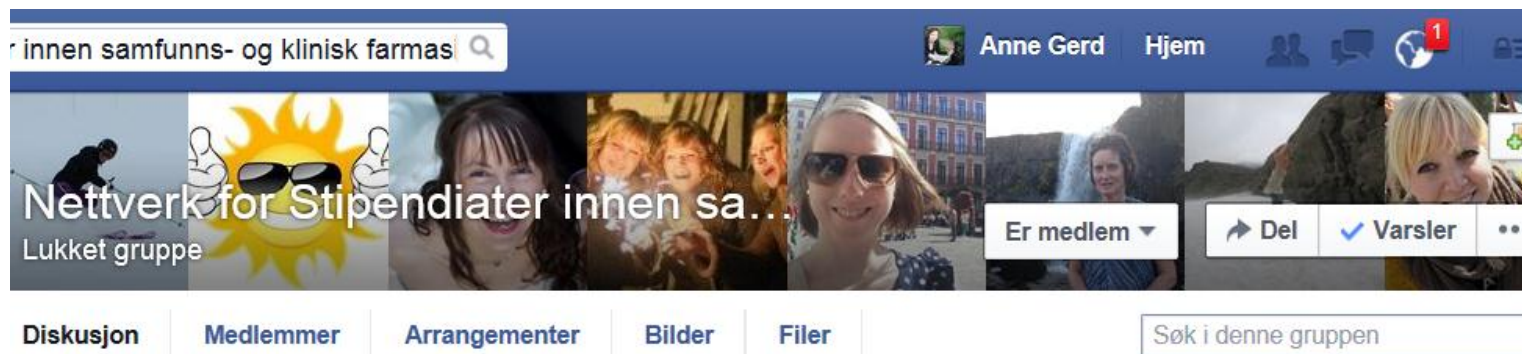 r innen samfunns- og klinisk farmasi
Anne Gerd Hjem 1
Nettverk for Stipendiater innen sa...
Lukket gruppe
Er medlem Del Varsler
Diskusjon Medlemmer Arrangementer Bilder Filer Søk i denne gruppen